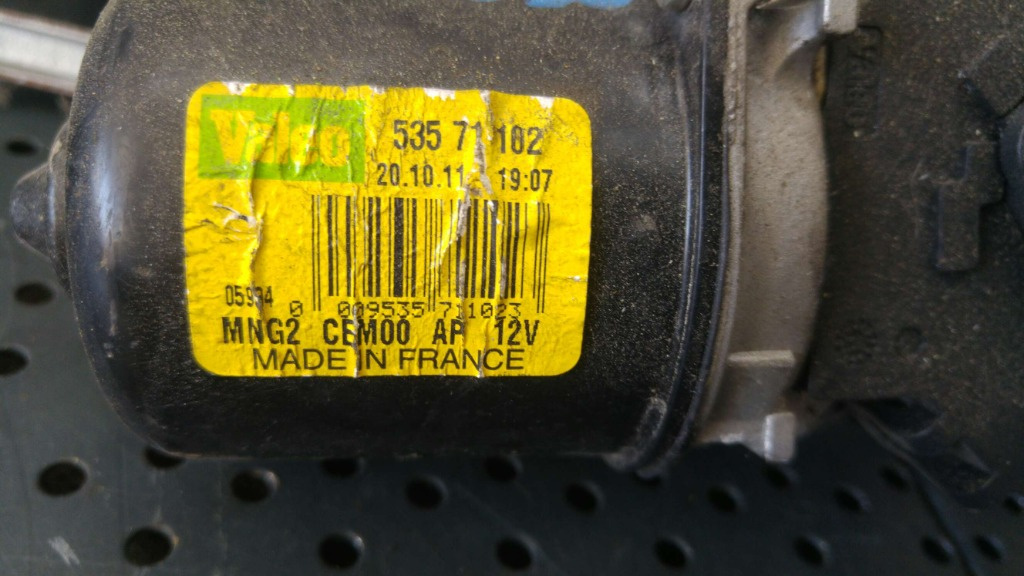 Valeo
535 71 102
20.10.11 19:07
0 009535 711023
MNG2 CEM00 AP 12V
MADE IN FRANCE